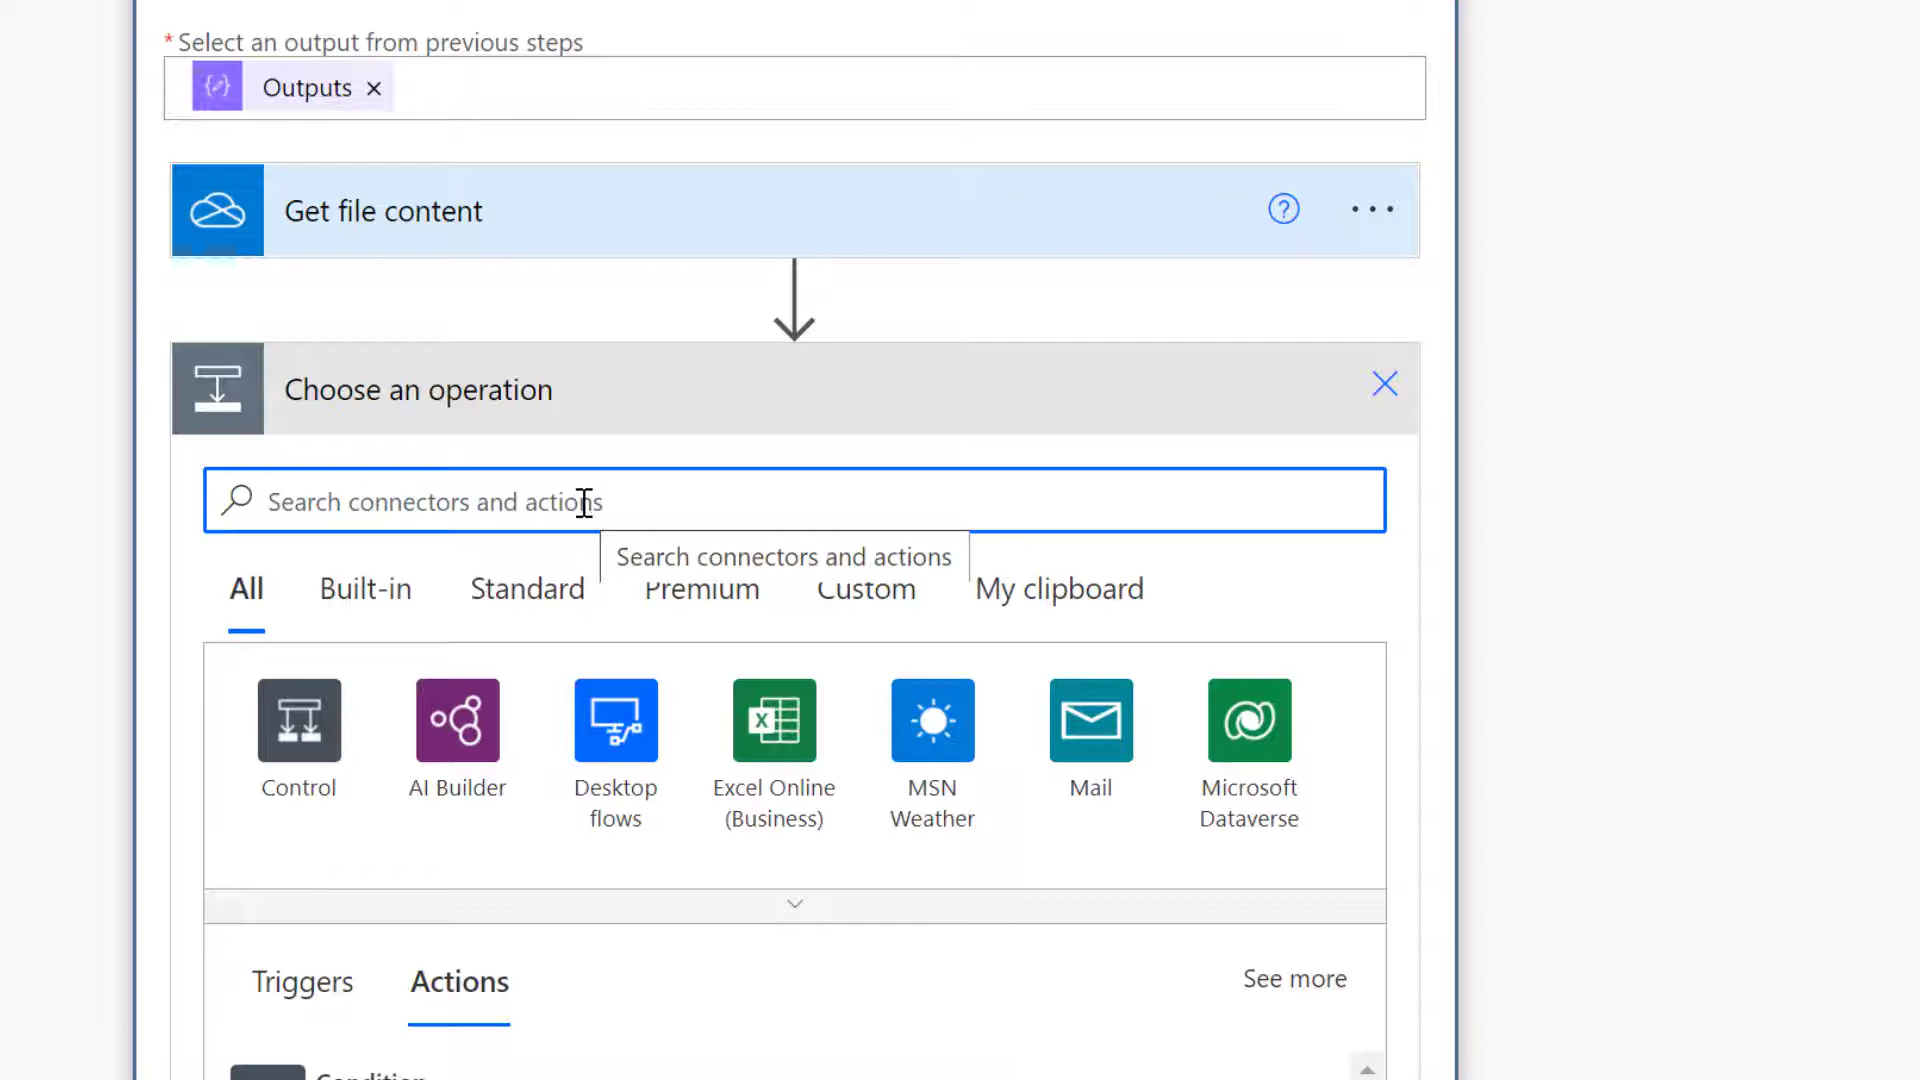 * Select an output from previous steps
Outputs ×
Get file content
?
Choose an operation
Search connectors and actions
Search connectors and actions
All Built-in Standard Premium Custom My clipboard
Control AI Builder Desktop flows Excel Online (Business) MSN Weather Mail Microsoft Dataverse
Triggers Actions See more
Condition